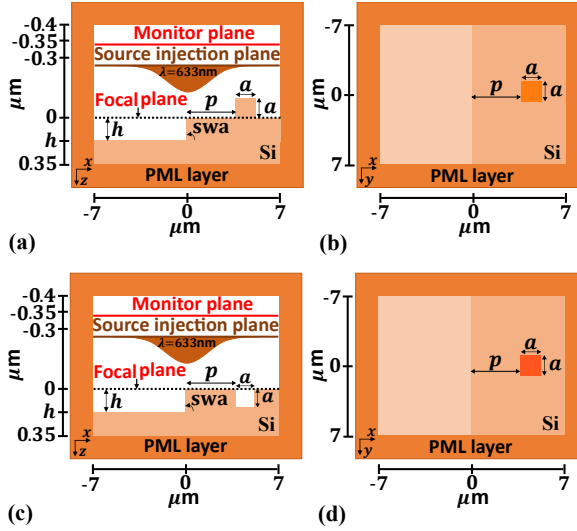 -0.4
Monitor plane
-0.35
Source injection plane
-0.3
λ=633nm
μm
a
Focal plane
p
a
0
h
swa
h
Si
0.35
x
z
PML layer
-7
0
7
μm
(a)
-7
a
p
0
a
μm
Si
7
x
y
PML layer
-7
0
7
μm
(b)
-0.4
Monitor plane
-0.35
Source injection plane
-0.3
λ=633nm
μm
Focal plane
p
a
0
h
a
swa
h
Si
0.35
x
z
PML layer
-7
0
7
μm
(c)
-7
a
p
0
a
μm
Si
7
x
y
PML layer
-7
0
7
μm
(d)